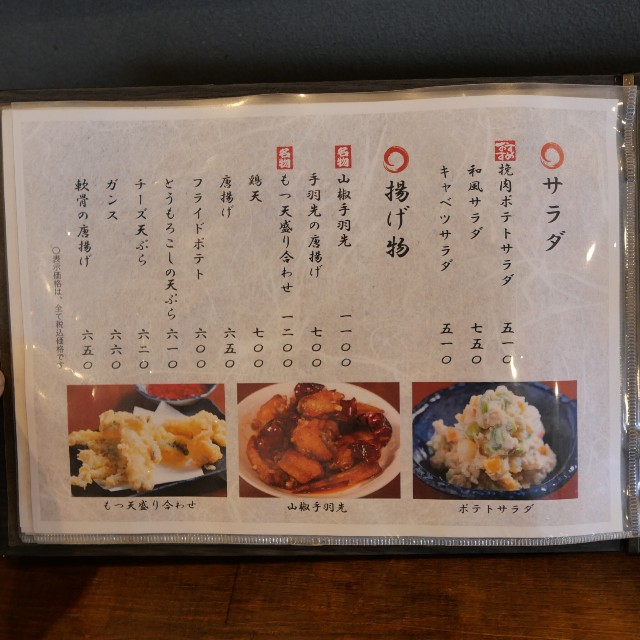 サラダ
おすすめ
挽肉ポテトサラダ 五一〇
和風サラダ 七五〇
キャベツサラダ 五一〇
揚げ物
名物
山椒手羽先 一一〇〇
手羽先の唐揚げ 七〇〇
名物
もつ天盛り合わせ 一二〇〇
鶏天 七〇〇
唐揚げ 六五〇
フライドポテト 六〇〇
とうもろこしの天ぷら 六一〇
チーズ天ぷら 六二〇
ガンス 六六〇
軟骨の唐揚げ 六五〇
〇表示価格は、全て税込価格です
ポテトサラダ
山椒手羽先
もつ天盛り合わせ